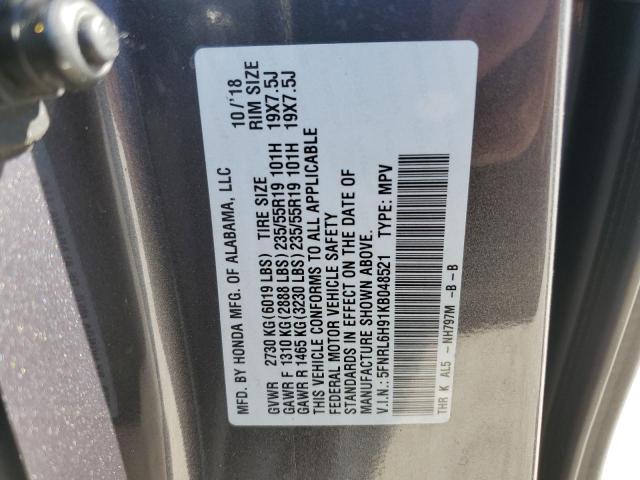 MFD. BY HONDA MFG. OF ALABAMA, LLC 10/'18
GVWR 2730 KG (6019 LBS) TIRE SIZE RIM SIZE
GAWR F 1310 KG (2888 LBS) 235/55R19 101H 19X7.5J
GAWR R 1465 KG (3230 LBS) 235/55R19 101H 19X7.5J
THIS VEHICLE CONFORMS TO ALL APPLICABLE
FEDERAL MOTOR VEHICLE SAFETY
STANDARDS IN EFFECT ON THE DATE OF
MANUFACTURE SHOWN ABOVE.
V.I.N.: 5FNRL6H91KB048521 TYPE: MPV
THR K AL5 - NH797M -B-B